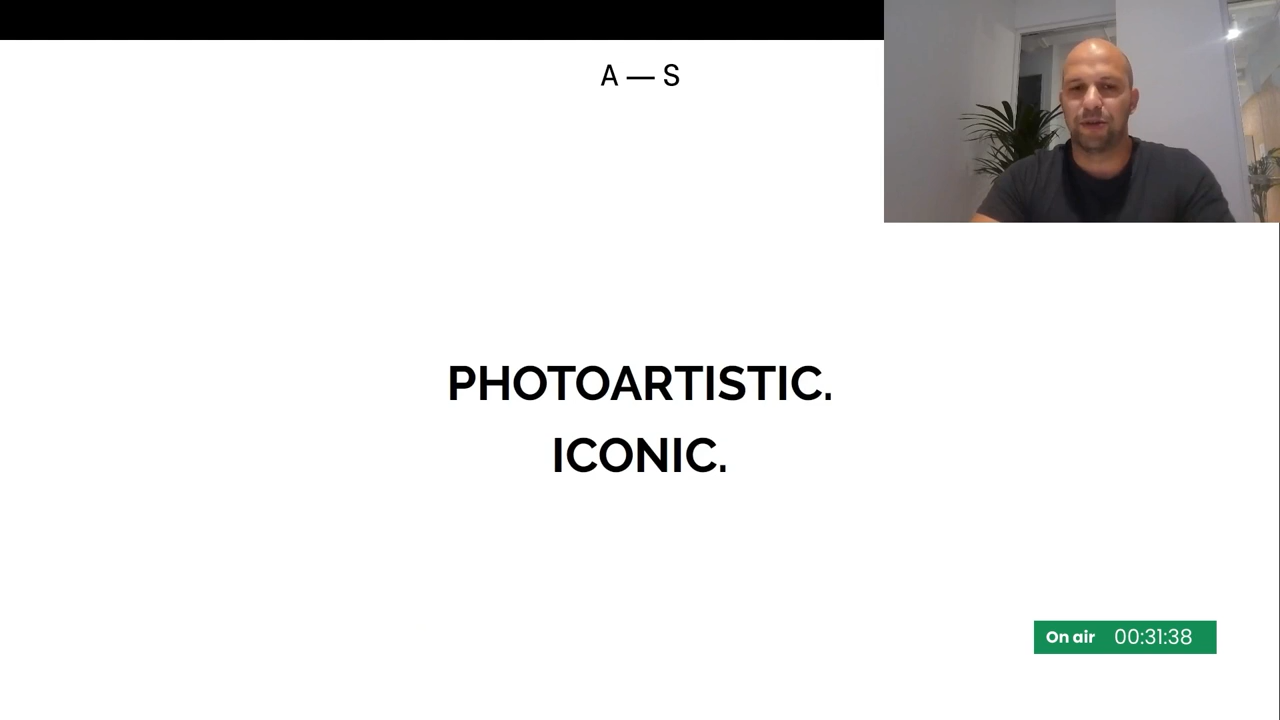 A — S
PHOTOARTISTIC.
ICONIC.
On air 00:31:38